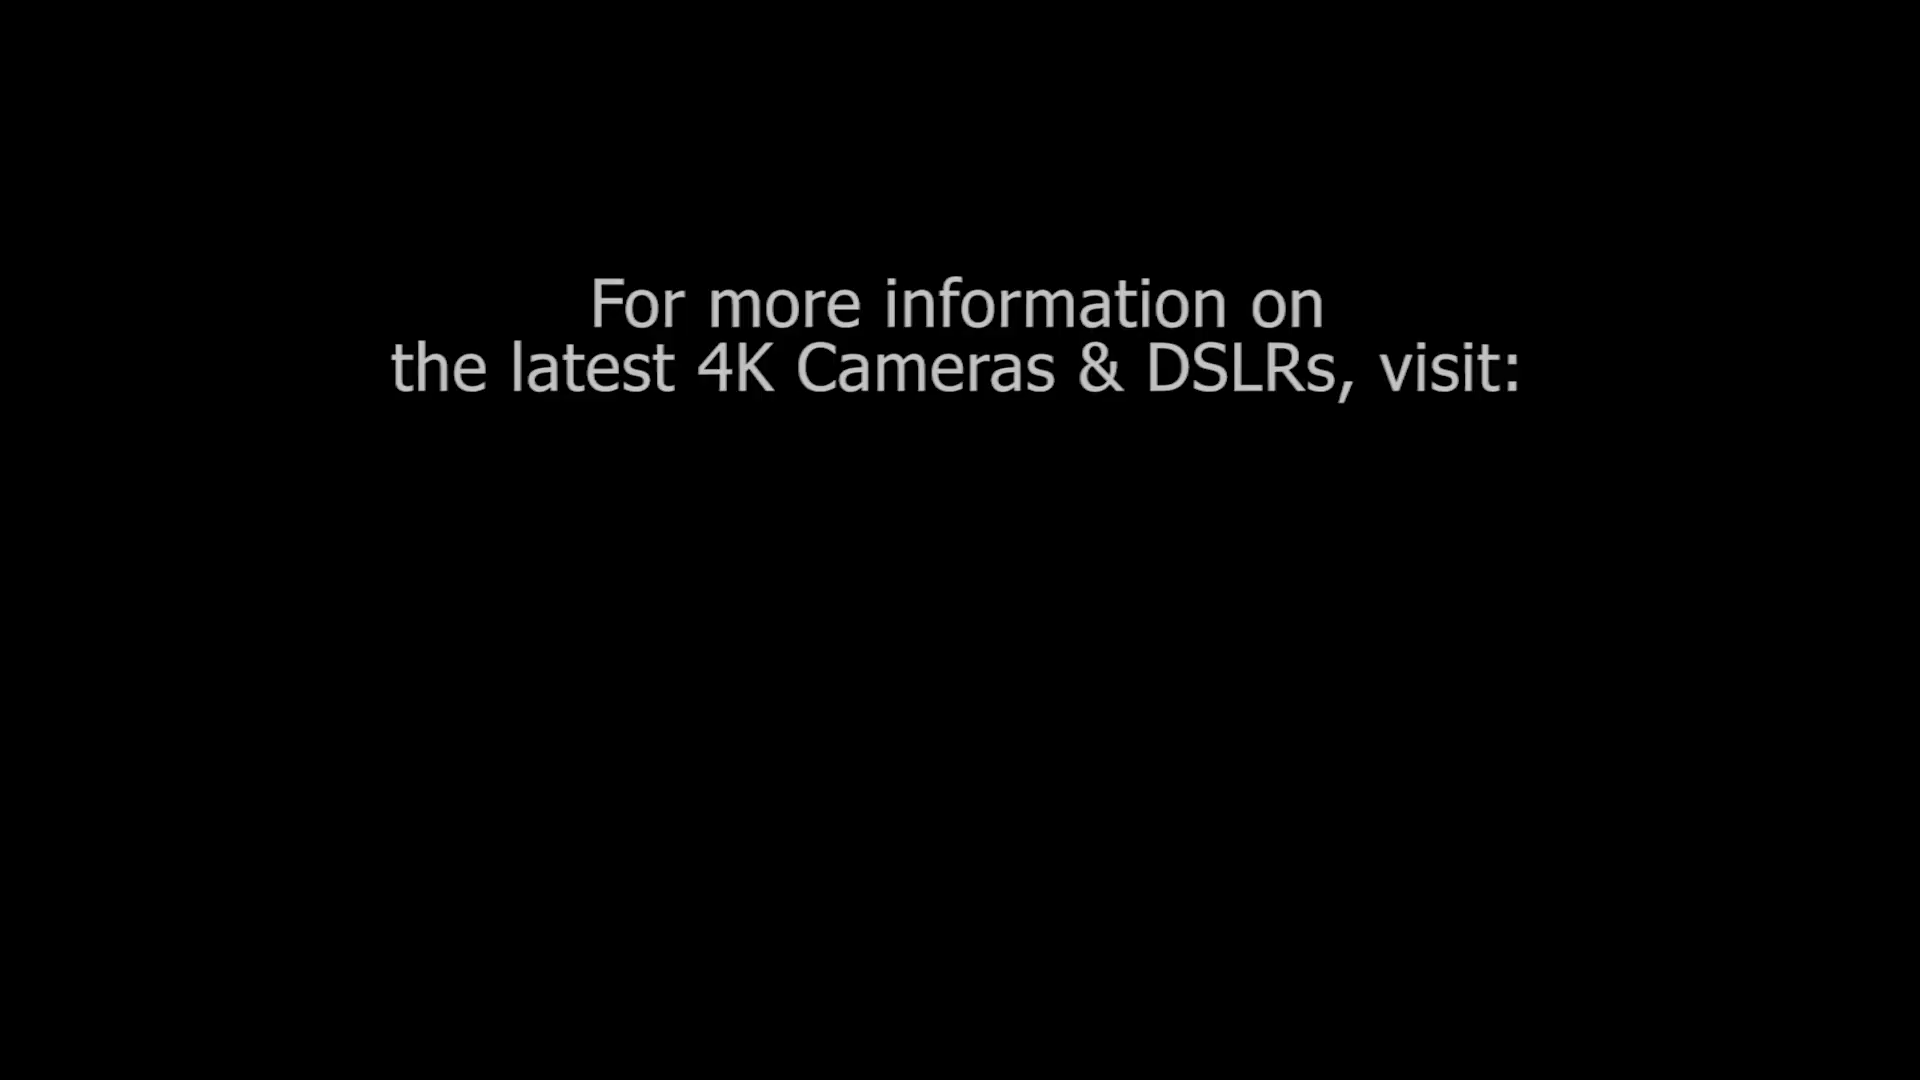 For more information on
the latest 4K Cameras & DSLRs, visit: